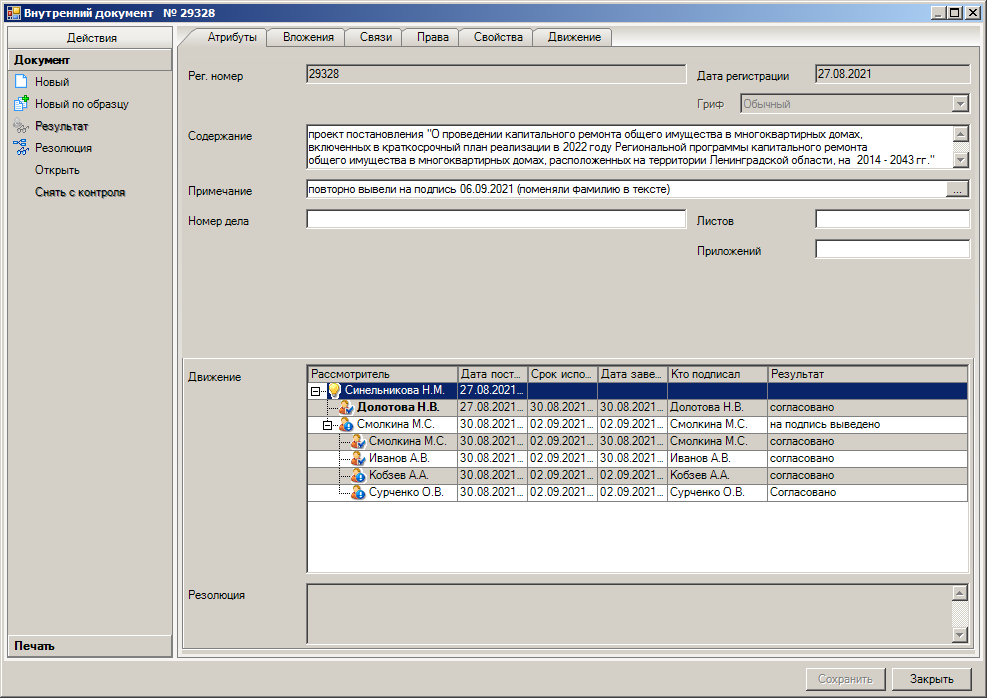 Внутренний документ № 29328
Действия
Документ
Новый
Новый по образцу
Результат
Резолюция
Открыть
Снять с контроля
Печать
Атрибуты Вложения Связи Права Свойства Движение
Рег. номер 29328 Дата регистрации 27.08.2021
Гриф Обычный
Содержание проект постановления "О проведении капитального ремонта общего имущества в многоквартирных домах,
включенных в краткосрочный план реализации в 2022 году Региональной программы капитального ремонта
общего имущества в многоквартирных домах, расположенных на территории Ленинградской области, на 2014 - 2043 гг."
Примечание повторно вывели на подпись 06.09.2021 (поменяли фамилию в тексте) ...
Номер дела Листов
Приложений
Движение
Рассмотритель Дата пост... Срок испо... Дата заве... Кто подписал Результат
Синельникова Н.М. 27.08.2021...
Долотова Н.В. 27.08.2021... 30.08.2021... 30.08.2021... Долотова Н.В. согласовано
Смолкина М.С. 30.08.2021... 02.09.2021... 02.09.2021... Смолкина М.С. на подпись выведено
Смолкина М.С. 30.08.2021... 02.09.2021... 30.08.2021... Смолкина М.С. согласовано
Иванов А.В. 30.08.2021... 02.09.2021... 02.09.2021... Иванов А.В. согласовано
Кобзев А.А. 30.08.2021... 02.09.2021... 02.09.2021... Кобзев А.А. согласовано
Сурченко О.В. 30.08.2021... 02.09.2021... 02.09.2021... Сурченко О.В. Согласовано
Резолюция
Сохранить Закрыть